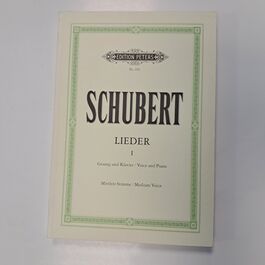 EDITION PETERS
SCHUBERT
LIEDER
I
Gesang und Klavier / Voice and Piano
Mittlere Stimme / Medium Voice